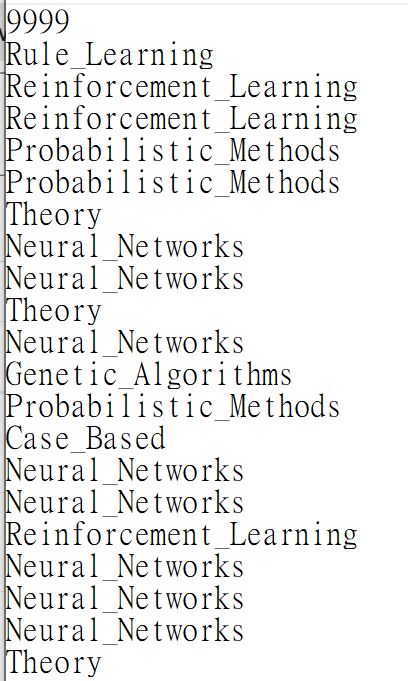 9999
Rule_Learning
Reinforcement_Learning
Reinforcement_Learning
Probabilistic_Methods
Probabilistic_Methods
Theory
Neural_Networks
Neural_Networks
Theory
Neural_Networks
Genetic_Algorithms
Probabilistic_Methods
Case_Based
Neural_Networks
Neural_Networks
Reinforcement_Learning
Neural_Networks
Neural_Networks
Neural_Networks
Theory